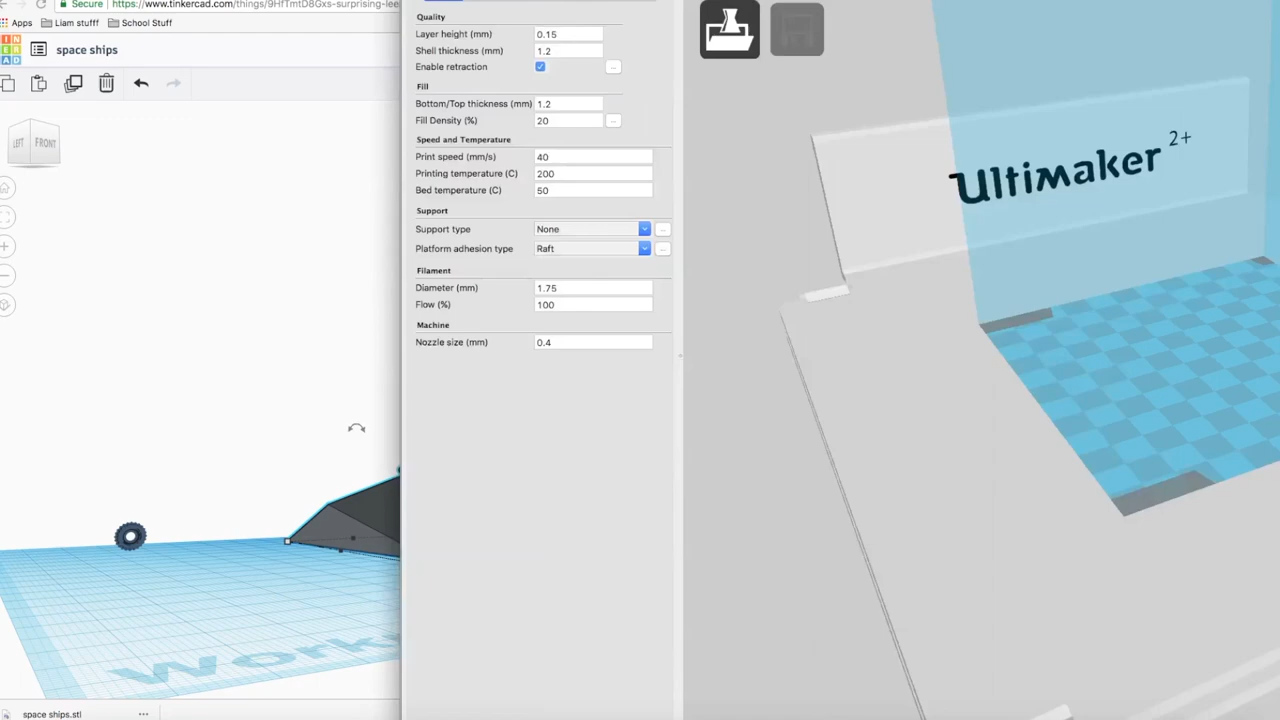 Secure
https://www.tinkercad.com/things/9HfTmtD8Gxs-surprising-lee
Apps
Liam stufff
School Stuff
space ships
LEFT
FRONT
Work
space ships.stl
Quality
Layer height (mm) 0.15
Shell thickness (mm) 1.2
Enable retraction
...
Fill
Bottom/Top thickness (mm) 1.2
Fill Density (%) 20
...
Speed and Temperature
Print speed (mm/s) 40
Printing temperature (C) 200
Bed temperature (C) 50
Support
Support type None
...
Platform adhesion type Raft
...
Filament
Diameter (mm) 1.75
Flow (%) 100
Machine
Nozzle size (mm) 0.4
Ultimaker 2+